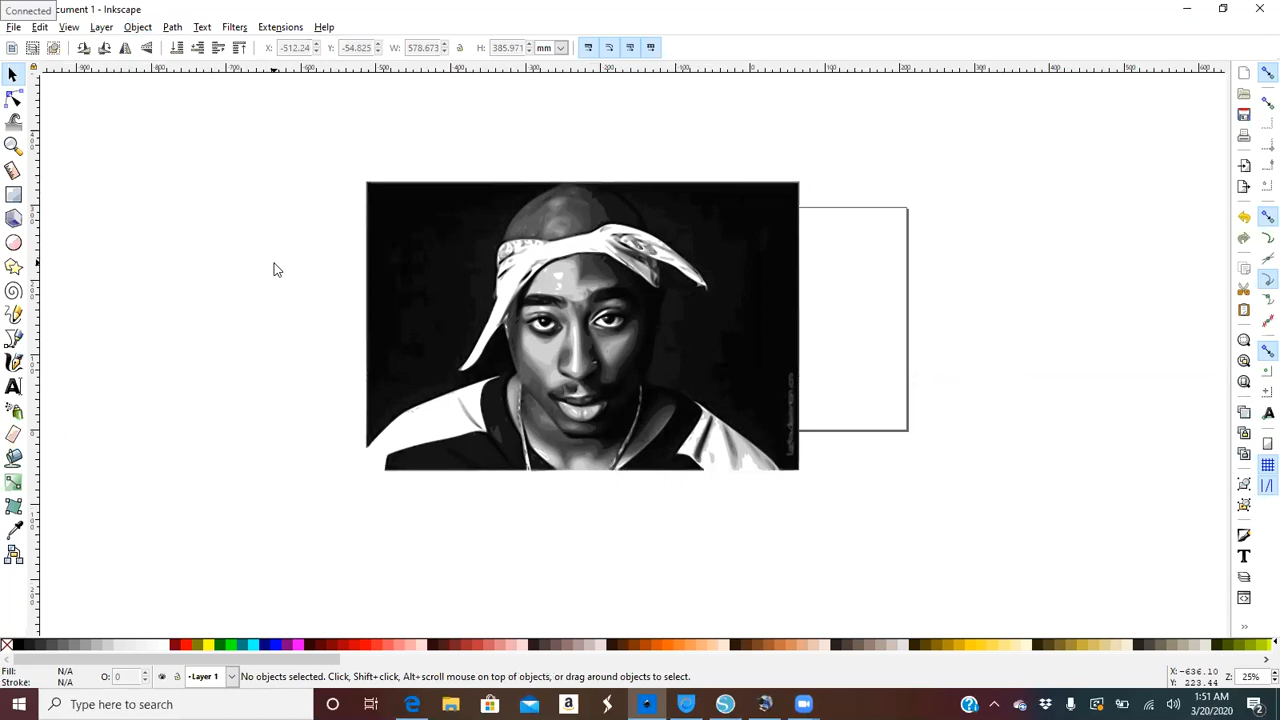 Connected
cument 1 - Inkscape
File Edit View Layer Object Path Text Filters Extensions Help
X: -512.24 Y: -54.825 W: 578.673 H: 385.971 mm
Fill: N/A O: 0 Layer 1 No objects selected. Click, Shift+click, Alt+scroll mouse on top of objects, or drag around objects to select. X: -636.10 25%
Stroke: N/A Y: 223.44 Z:
Type here to search
1:51 AM
3/20/2020